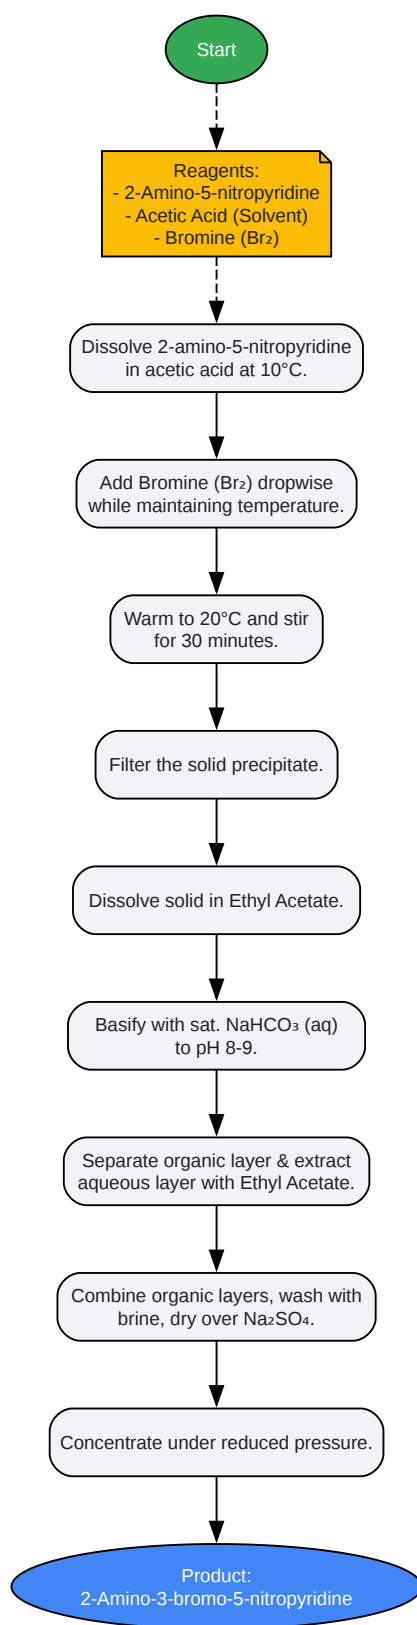 Start
Reagents:
- 2-Amino-5-nitropyridine
- Acetic Acid (Solvent)
- Bromine (Br₂)
Dissolve 2-amino-5-nitropyridine
in acetic acid at 10°C.
Add Bromine (Br₂) dropwise
while maintaining temperature.
Warm to 20°C and stir
for 30 minutes.
Filter the solid precipitate.
Dissolve solid in Ethyl Acetate.
Basify with sat. NaHCO₃ (aq)
to pH 8-9.
Separate organic layer & extract
aqueous layer with Ethyl Acetate.
Combine organic layers, wash with
brine, dry over Na₂SO₄.
Concentrate under reduced pressure.
Product:
2-Amino-3-bromo-5-nitropyridine